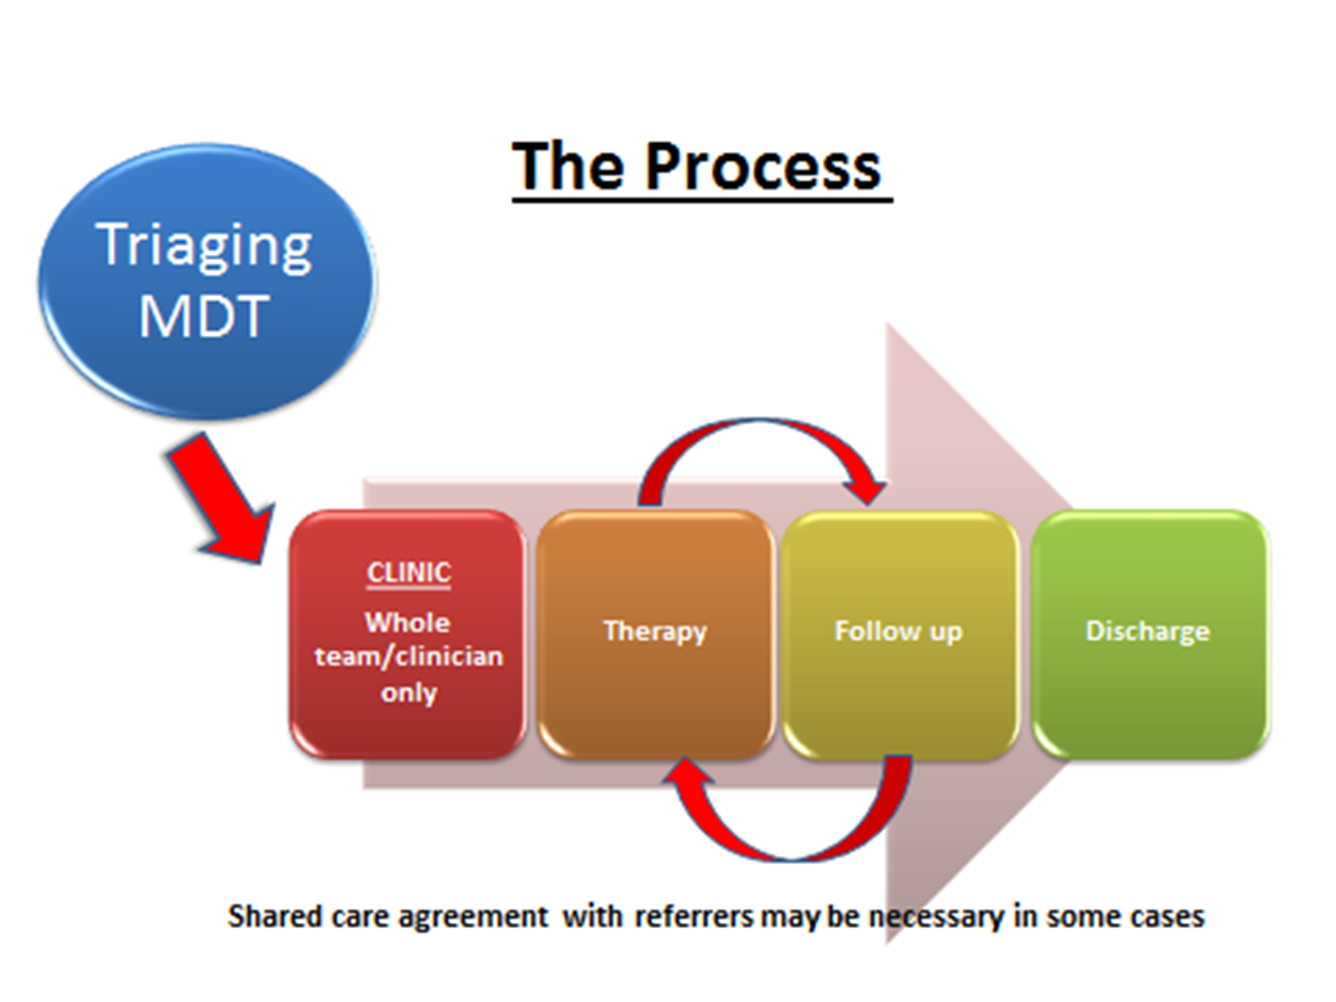 The Process
Triaging
MDT
CLINIC
Whole
team/clinician
only
Therapy
Follow up
Discharge
Shared care agreement with referrers may be necessary in some cases